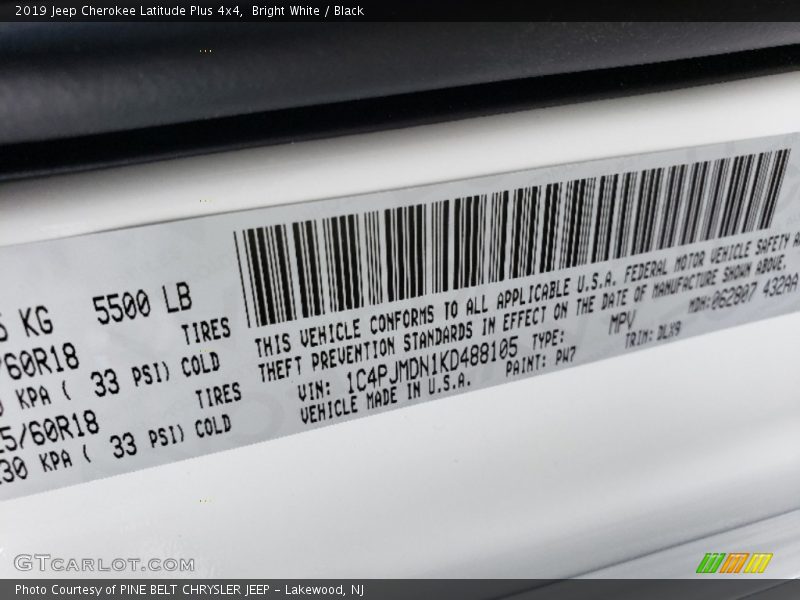 2019 Jeep Cherokee Latitude Plus 4x4,  Bright White / Black
KG 5500 LB
/60R18 TIRES
KPA ( 33 PSI) COLD
5/60R18 TIRES
30 KPA ( 33 PSI) COLD
THIS VEHICLE CONFORMS TO ALL APPLICABLE U.S.A. FEDERAL MOTOR VEHICLE SAFETY
THEFT PREVENTION STANDARDS IN EFFECT ON THE DATE OF MANUFACTURE SHOWN ABOVE.
VIN: 1C4PJMDN1KD488105 TYPE: MPV MDH:062807 432AA
VEHICLE MADE IN U.S.A. PAINT: PW7 TRIM:DLX9
GTCARLOT.COM
Photo Courtesy of PINE BELT CHRYSLER JEEP - Lakewood, NJ